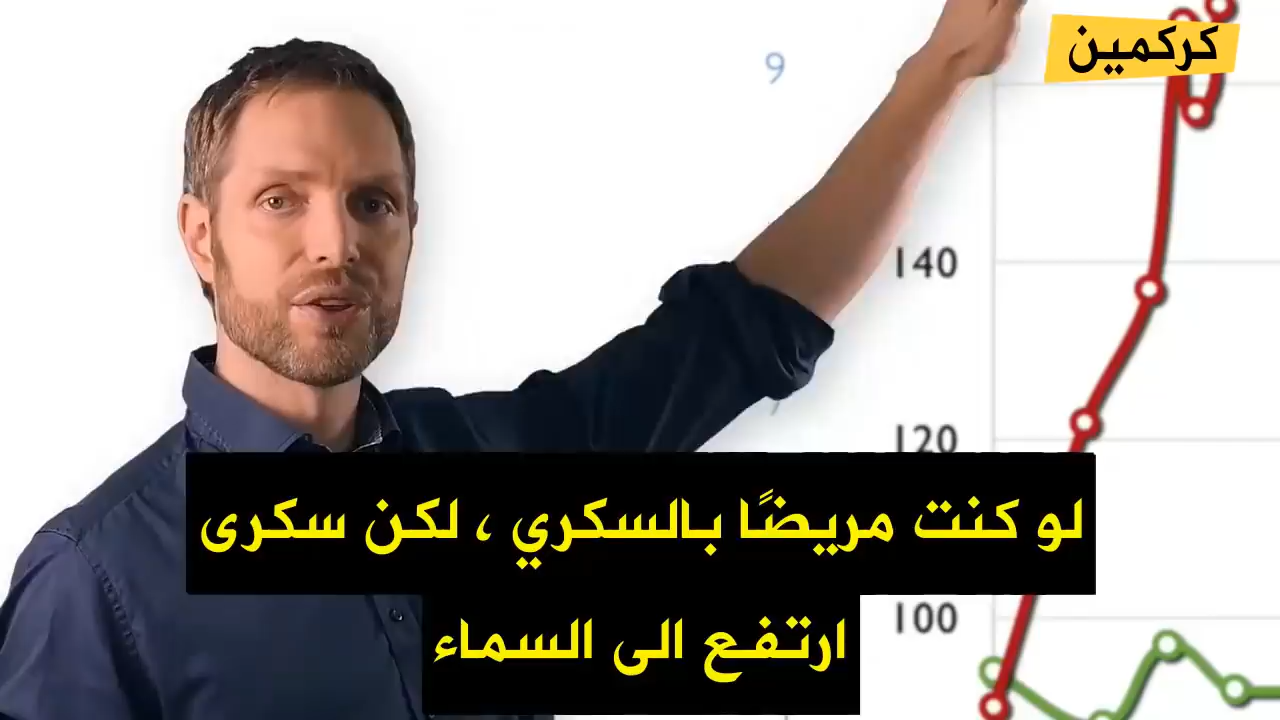 كركمين
9
140
120
لو كنت مريضًا بالسكري ، لكن سكرى
ارتفع الى السماء
100